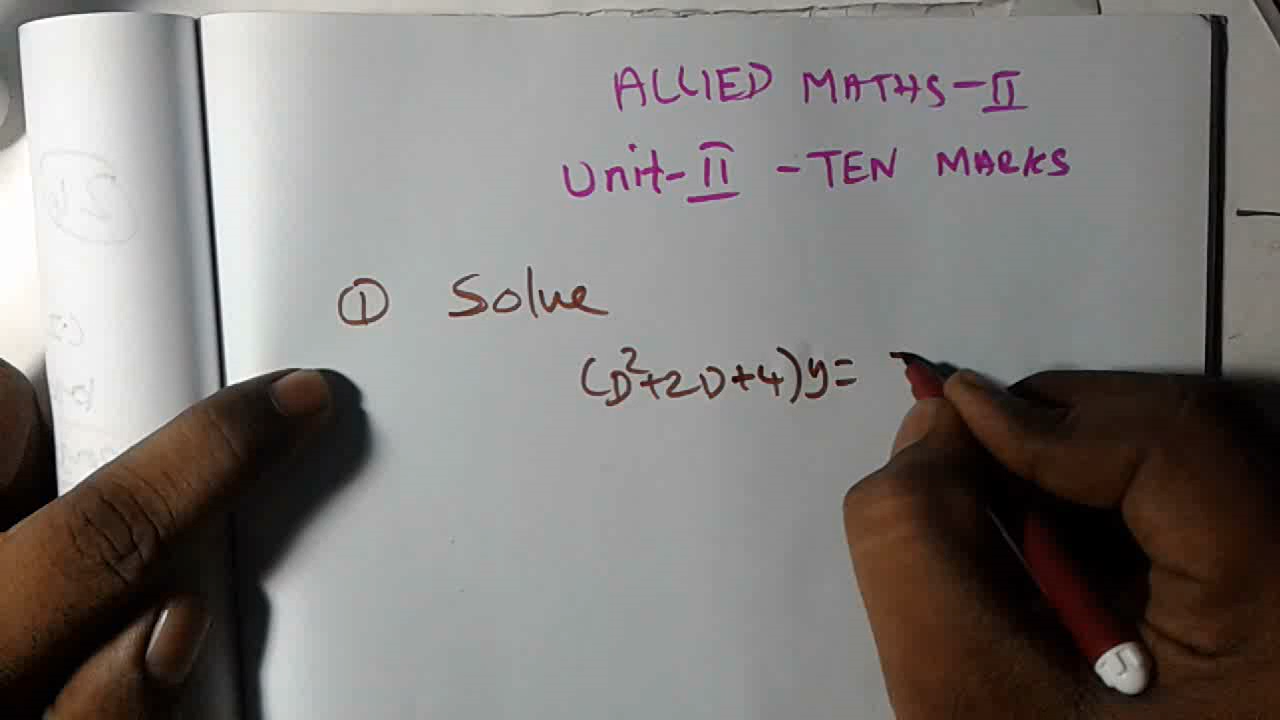 ALLIED MATHS-II
Unit-II - TEN MARKS
① Solve
(D²+2D+4)y=